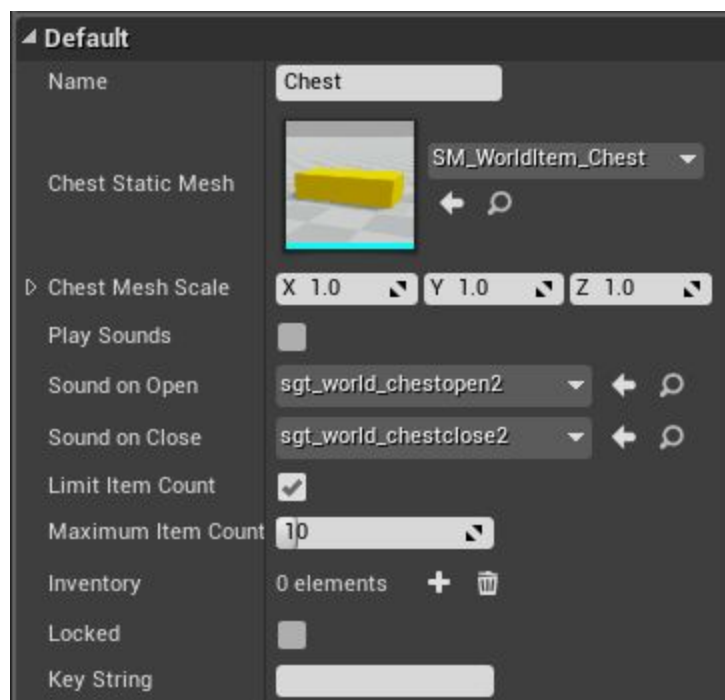 Default
Name Chest
Chest Static Mesh SM_WorldItem_Chest
Chest Mesh Scale X 1.0 Y 1.0 Z 1.0
Play Sounds
Sound on Open sgt_world_chestopen2
Sound on Close sgt_world_chestclose2
Limit Item Count
Maximum Item Count 10
Inventory 0 elements
Locked
Key String